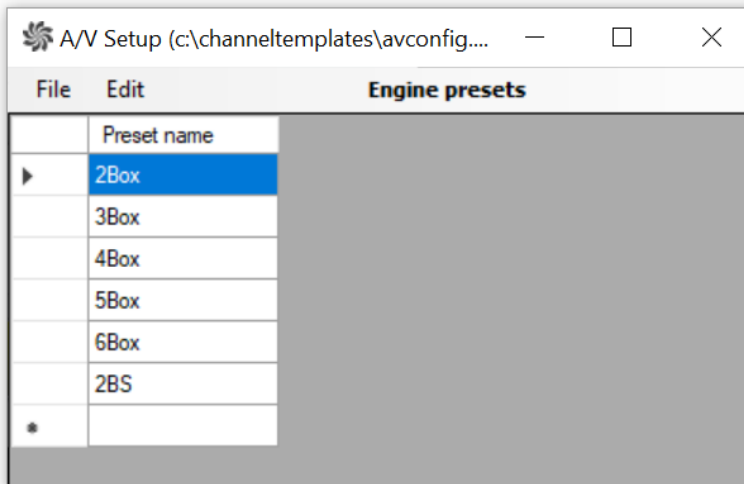 A/V Setup (c:\channeltemplates\avconfig....
File Edit Engine presets
Preset name
2Box
3Box
4Box
5Box
6Box
2BS